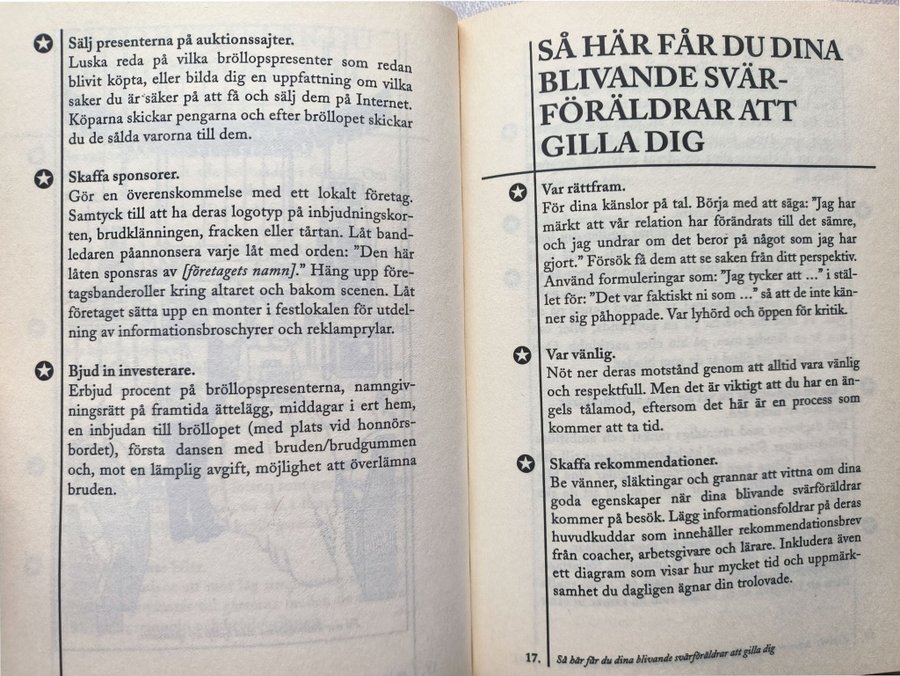 Sälj presenterna på auktionssajter.
Luska reda på vilka bröllopspresenter som redan
blivit köpta, eller bilda dig en uppfattning om vilka
saker du är säker på att få och sälj dem på Internet.
Köparna skickar pengarna och efter bröllopet skickar
du de sålda varorna till dem.
Skaffa sponsorer.
Gör en överenskommelse med ett lokalt företag.
Samtyck till att ha deras logotyp på inbjudningskor-
ten, brudklänningen, fracken eller tårtan. Låt band-
ledaren påannonsera varje låt med orden: ”Den här
låten sponsras av [företagets namn].” Häng upp före-
tagsbanderoller kring altaret och bakom scenen. Låt
företaget sätta upp en monter i festlokalen för utdel-
ning av informationsbroschyrer och reklamprylar.
Bjud in investerare.
Erbjud procent på bröllopspresenterna, namngiv-
ningsrätt på framtida ättelägg, middagar i ert hem,
en inbjudan till bröllopet (med plats vid honnörs-
bordet), första dansen med bruden/brudgummen
och, mot en lämplig avgift, möjlighet att överlämna
bruden.
SÅ HÄR FÅR DU DINA
BLIVANDE SVÄR-
FÖRÄLDRAR ATT
GILLA DIG
Var rättfram.
För dina känslor på tal. Börja med att säga: ”Jag har
märkt att vår relation har förändrats till det sämre,
och jag undrar om det beror på något som jag har
gjort.” Försök få dem att se saken från ditt perspektiv.
Använd formuleringar som: ”Jag tycker att ...” i stäl-
let för: ”Det var faktiskt ni som ...” så att de inte kän-
ner sig påhoppade. Var lyhörd och öppen för kritik.
Var vänlig.
Nöt ner deras motstånd genom att alltid vara vänlig
och respektfull. Men det är viktigt att du har en än-
gels tålamod, eftersom det här är en process som
kommer att ta tid.
Skaffa rekommendationer.
Be vänner, släktingar och grannar att vittna om dina
goda egenskaper när dina blivande svärföräldrar
kommer på besök. Lägg informationsfoldrar på deras
huvudkuddar som innehåller rekommendationsbrev
från coacher, arbetsgivare och lärare. Inkludera även
ett diagram som visar hur mycket tid och uppmärk-
samhet du dagligen ägnar din trolovade.
17. Så här får du dina blivande svärföräldrar att gilla dig